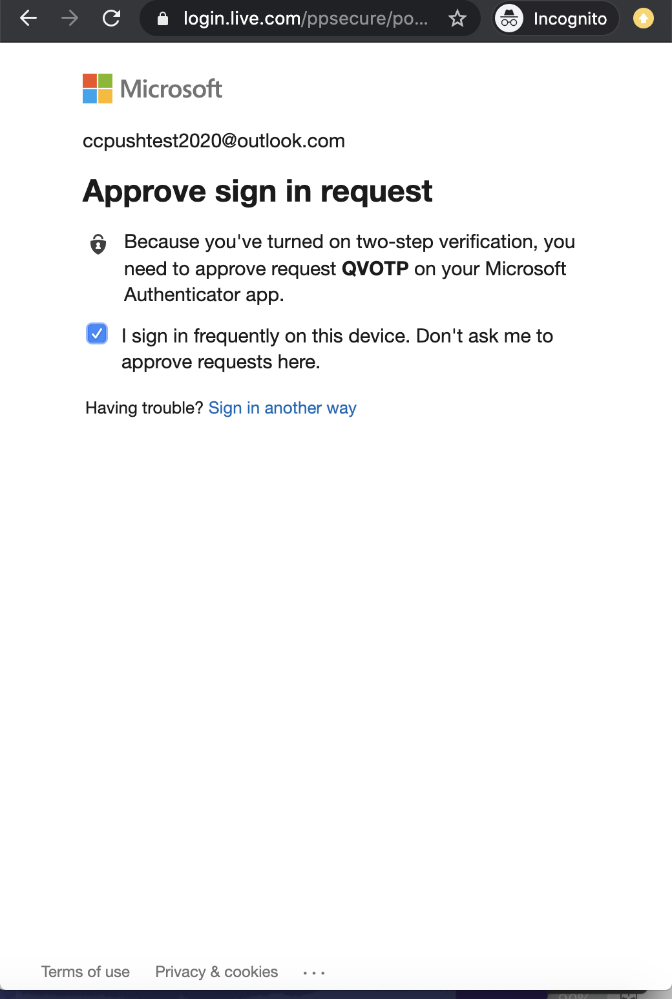 login.live.com/ppsecure/po...
Incognito
Microsoft
ccpushtest2020@outlook.com
Approve sign in request
Because you've turned on two-step verification, you
need to approve request QVOTP on your Microsoft
Authenticator app.
I sign in frequently on this device. Don't ask me to
approve requests here.
Having trouble? Sign in another way
Terms of use Privacy & cookies ...